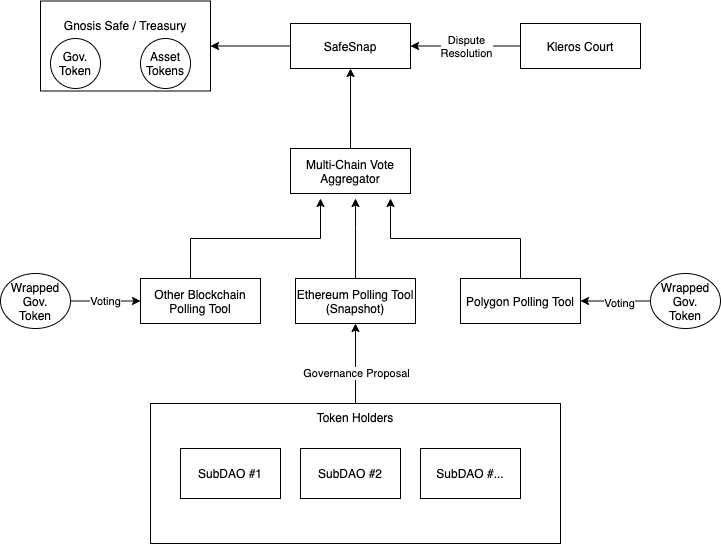 Gnosis Safe / Treasury
Gov.
Token
Asset
Tokens
SafeSnap
Dispute
Resolution
Kleros Court
Multi-Chain Vote
Aggregator
Wrapped
Gov.
Token
Voting
Other Blockchain
Polling Tool
Ethereum Polling Tool
(Snapshot)
Polygon Polling Tool
Voting
Wrapped
Gov.
Token
Governance Proposal
Token Holders
SubDAO #1
SubDAO #2
SubDAO #...